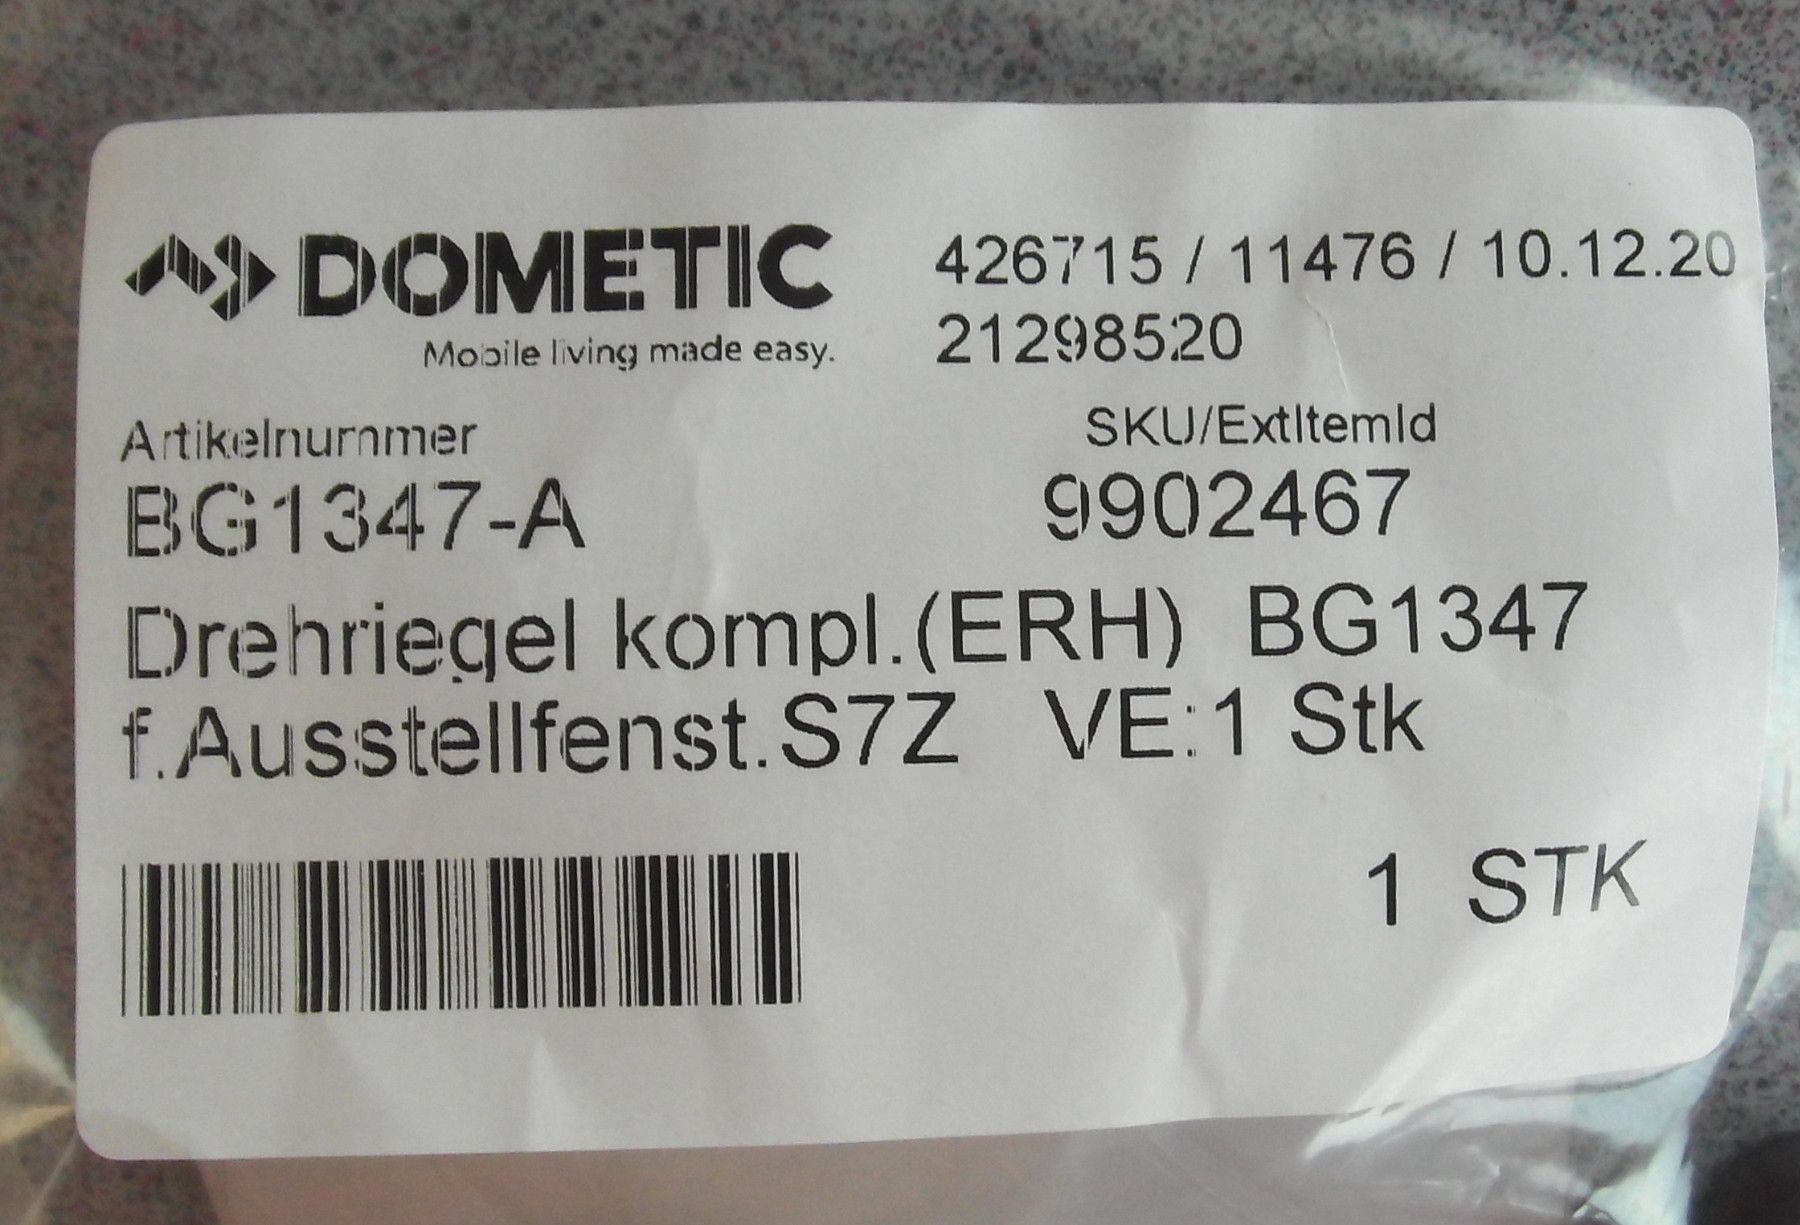 DOMETIC
Mobile living made easy.
426715 / 11476 / 10.12.20
21298520
Artikelnummer
BG1347-A
SKU/ExtItemId
9902467
Drehriegel kompl.(ERH) BG1347
f.Ausstellfenst.S7Z VE:1 Stk
1 STK